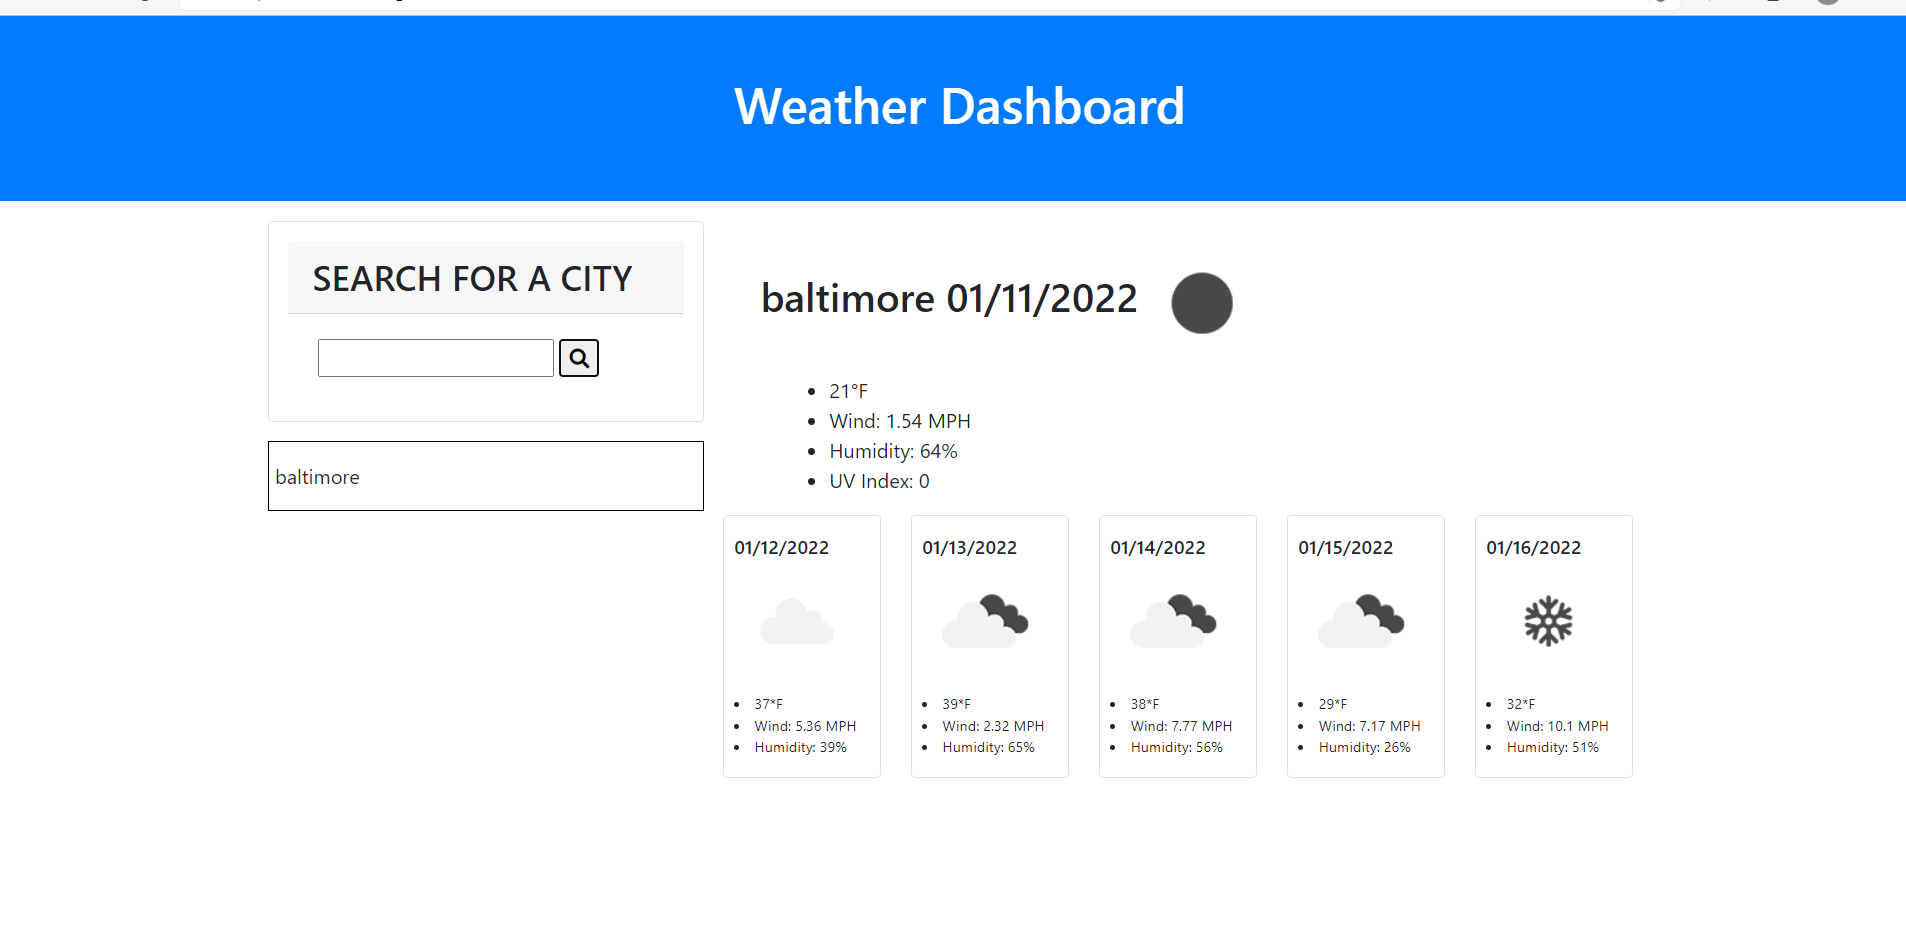 Weather Dashboard
SEARCH FOR A CITY
baltimore
baltimore 01/11/2022
21°F
Wind: 1.54 MPH
Humidity: 64%
UV Index: 0
01/12/2022
37*F
Wind: 5.36 MPH
Humidity: 39%
01/13/2022
39*F
Wind: 2.32 MPH
Humidity: 65%
01/14/2022
38*F
Wind: 7.77 MPH
Humidity: 56%
01/15/2022
29*F
Wind: 7.17 MPH
Humidity: 26%
01/16/2022
32*F
Wind: 10.1 MPH
Humidity: 51%